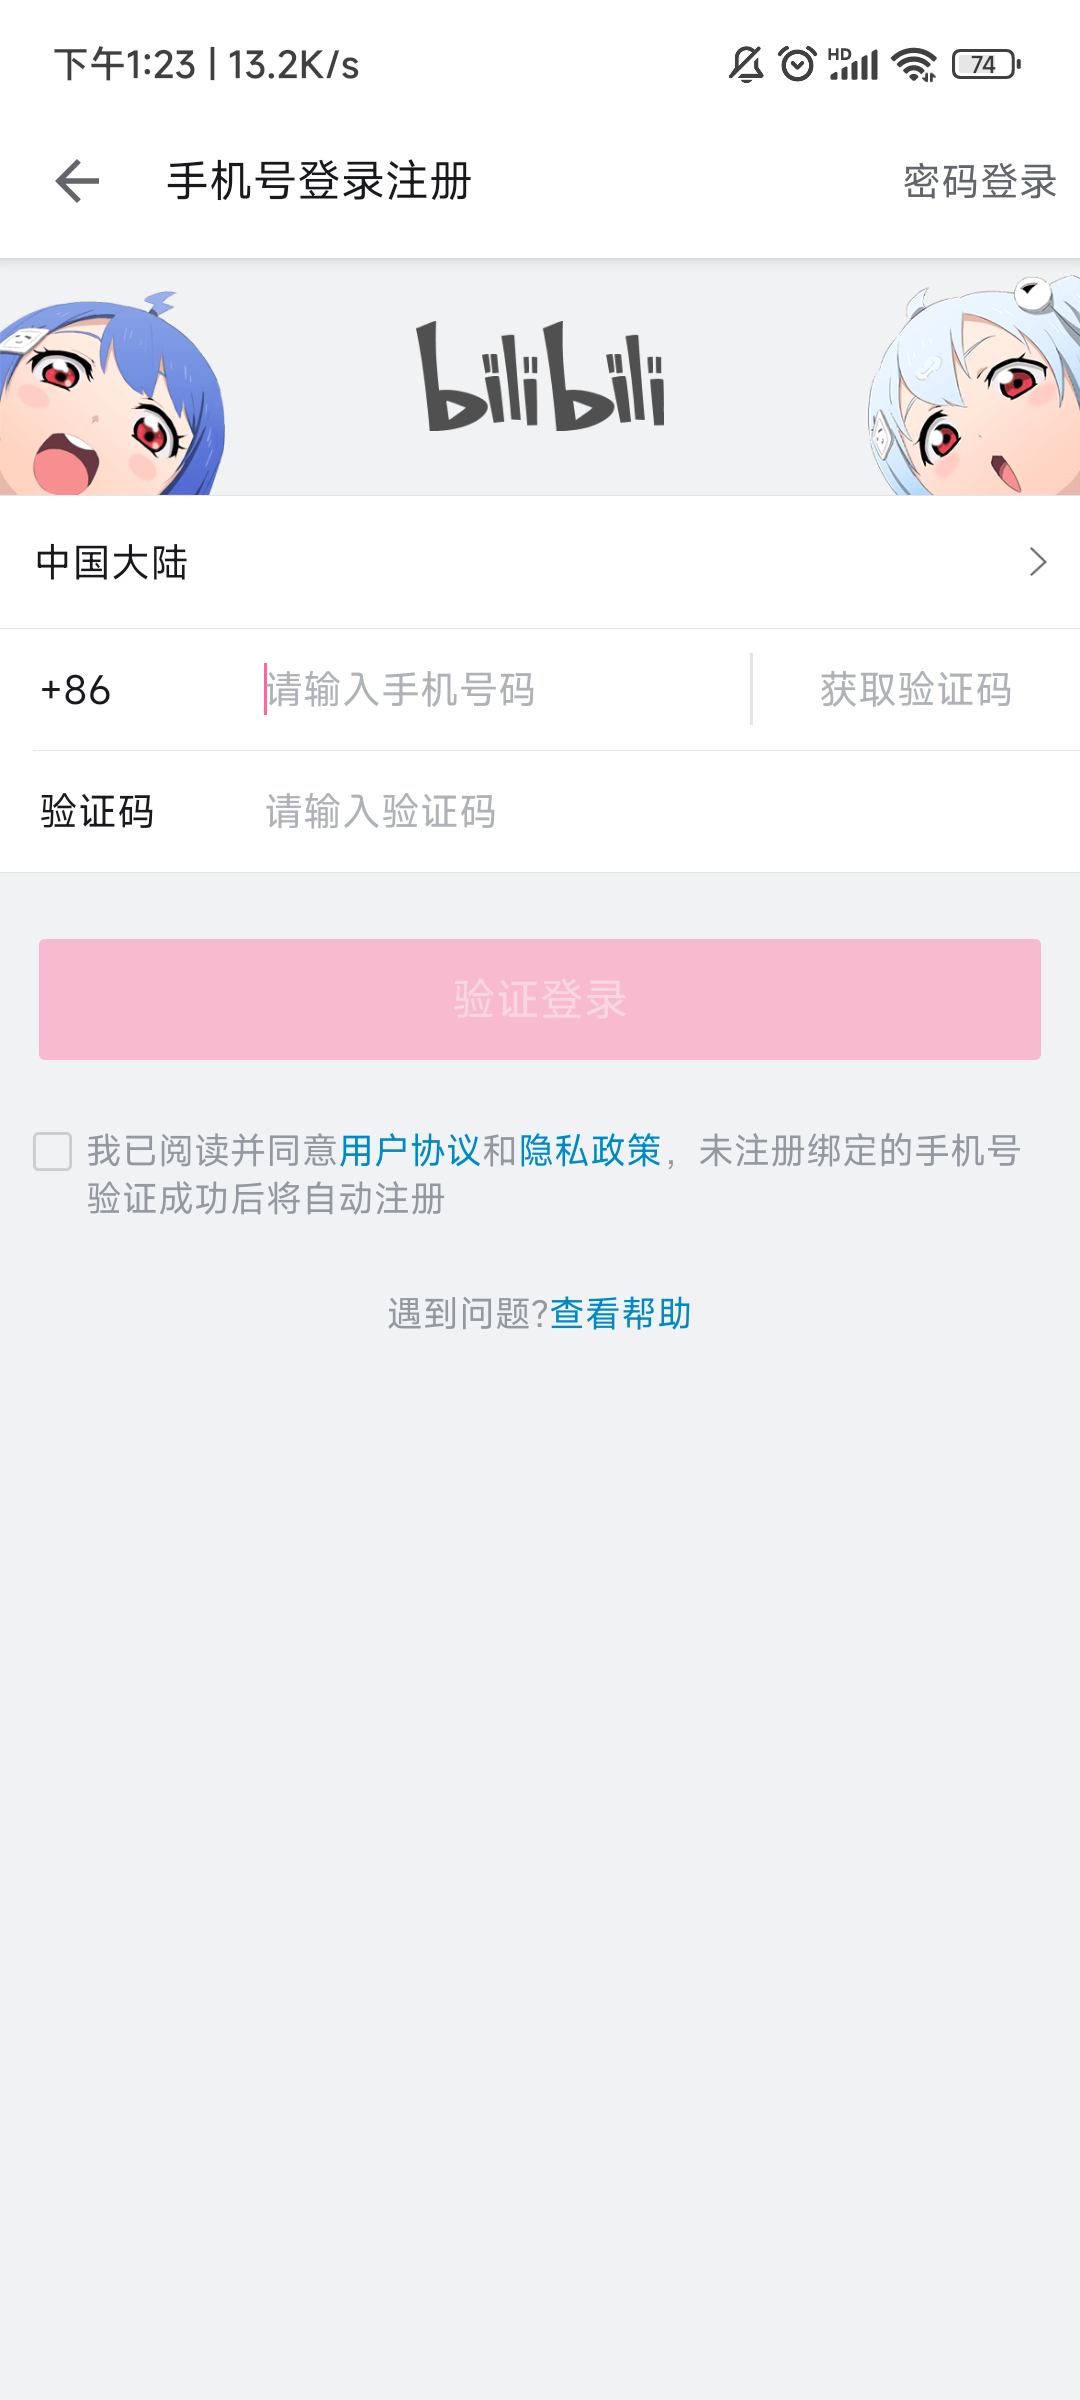 下午1:23 | 13.2K/s
HD
74
手机号登录注册
密码登录
bilibili
中国大陆
+86
请输入手机号码
获取验证码
验证码
请输入验证码
验证登录
我已阅读并同意用户协议和隐私政策，未注册绑定的手机号
验证成功后将自动注册
遇到问题?查看帮助